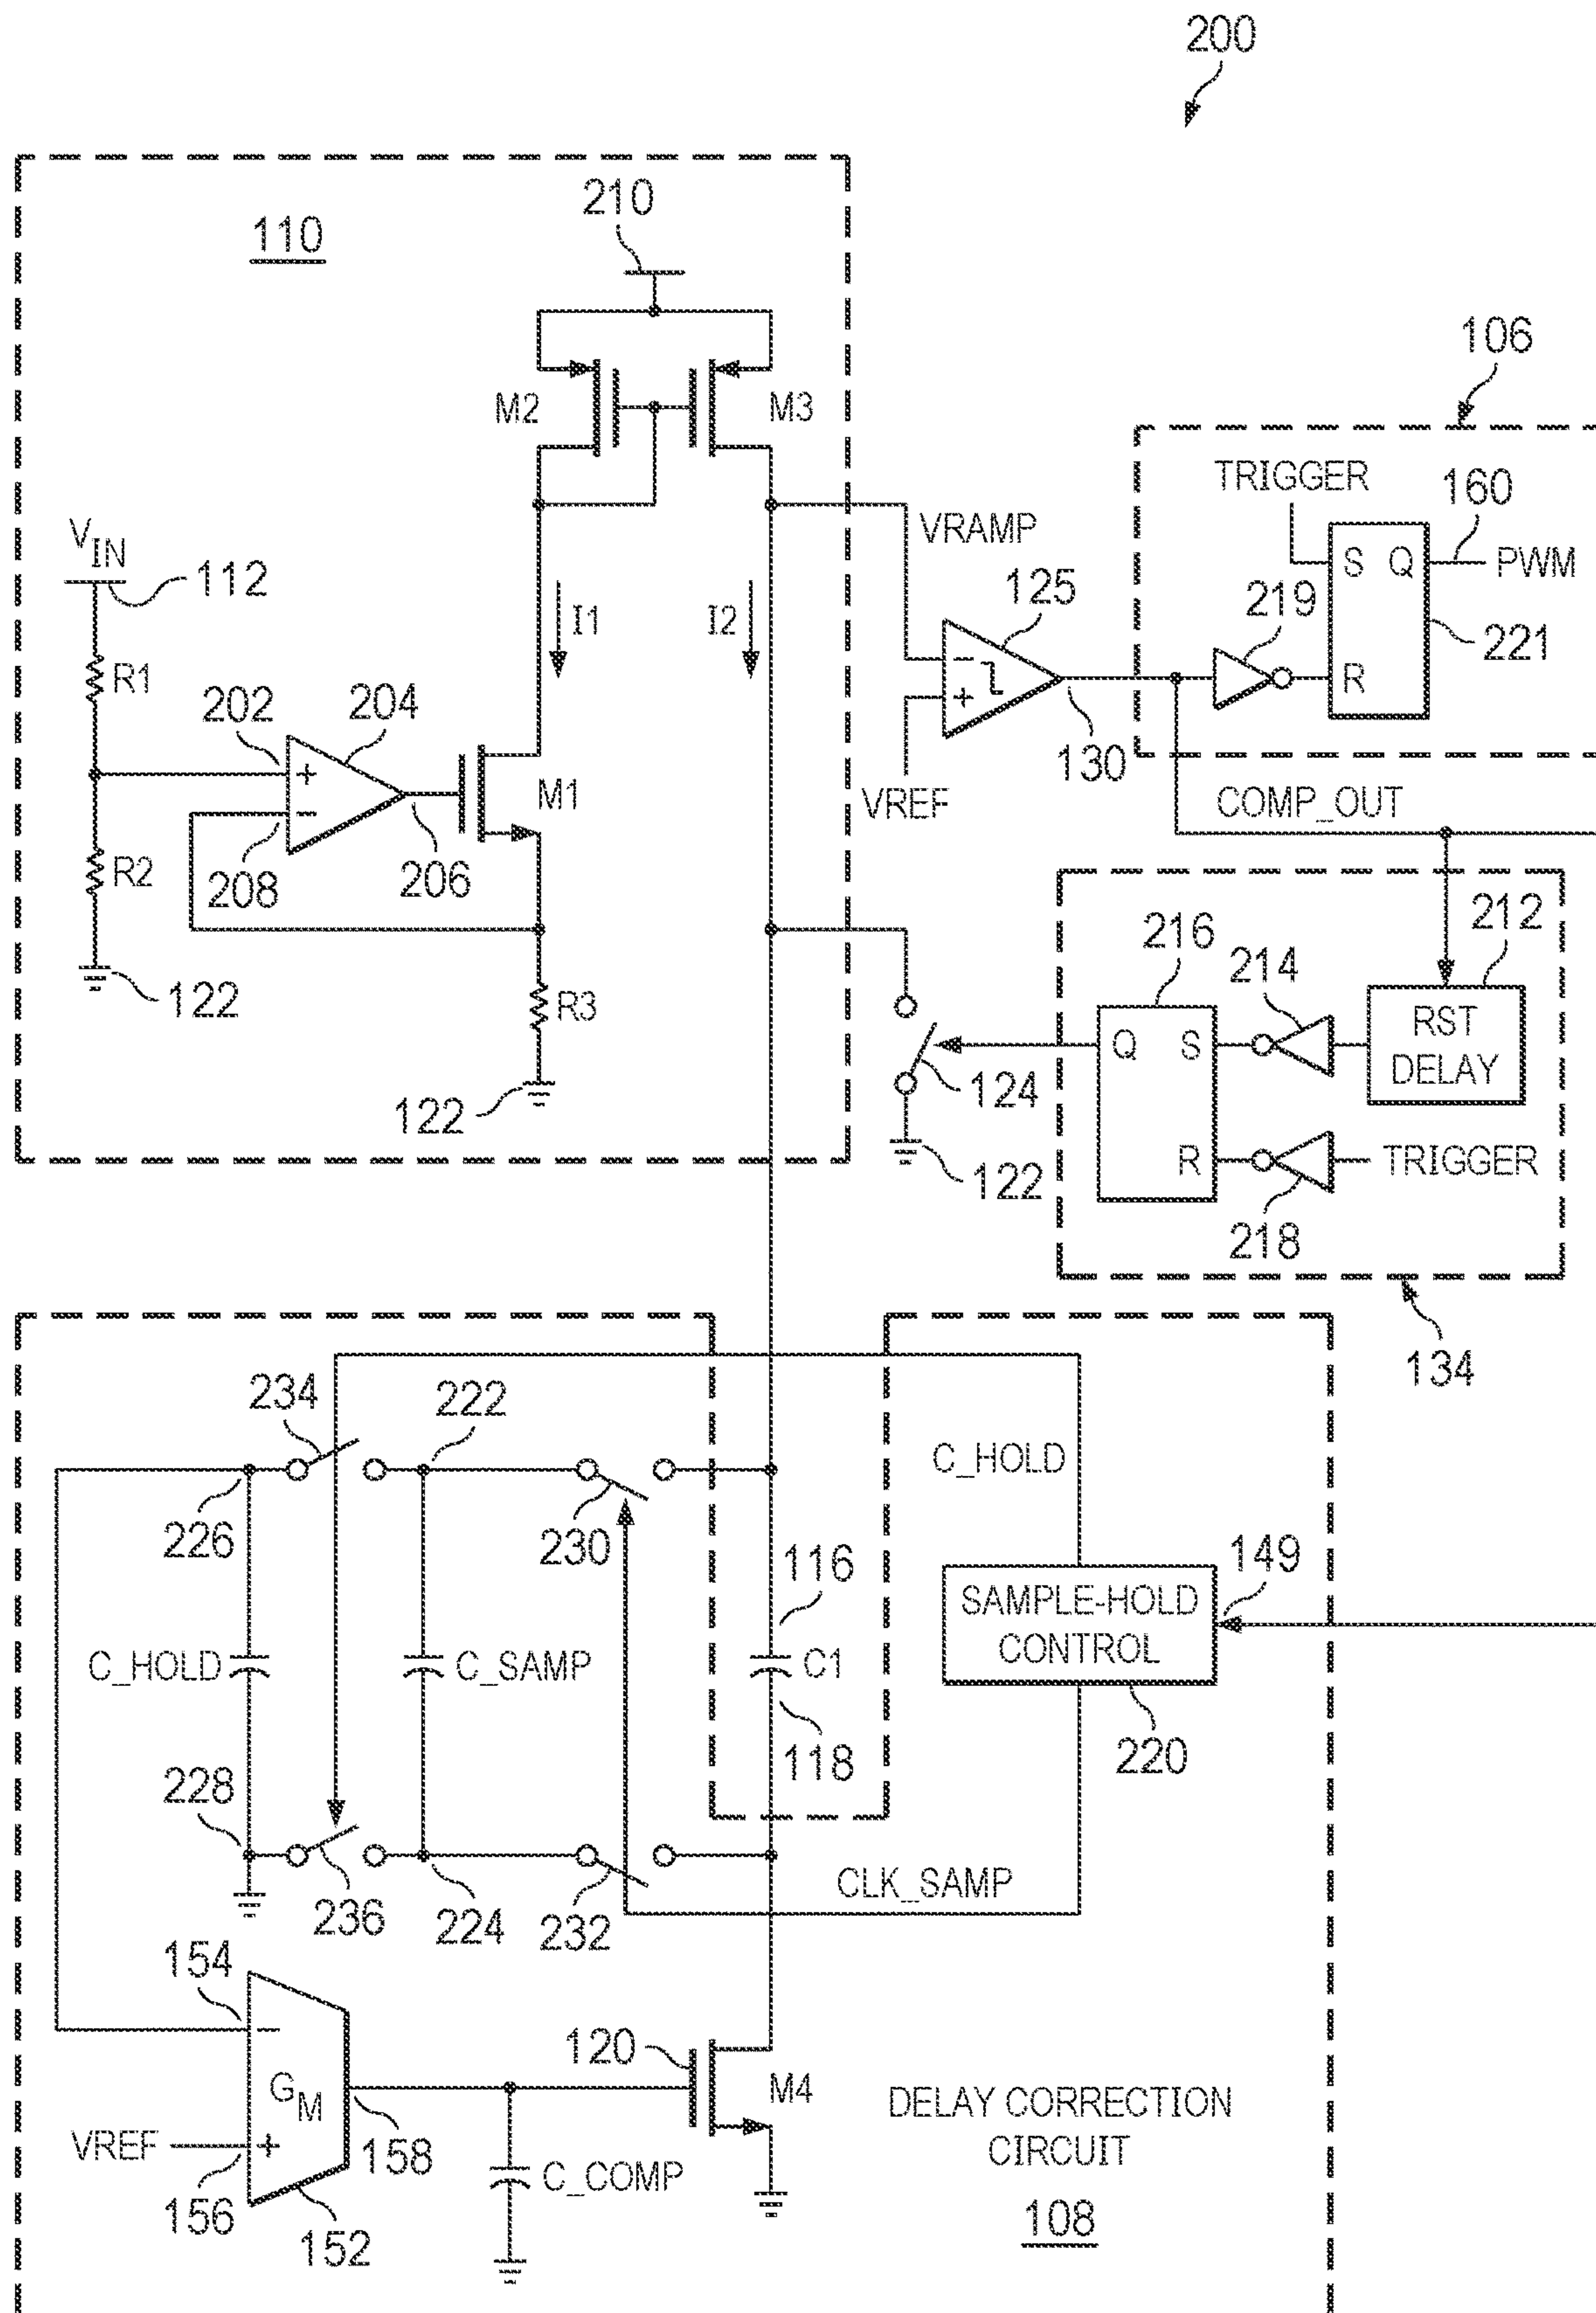 200
110
210
M2
M3
106
TRIGGER
160
S
Q
PWM
219
221
R
VIN
112
R1
I1
I2
VRAMP
125
−
+
130
VREF
COMP_OUT
202
204
+
−
M1
R2
208
206
R3
122
122
212
216
214
RST
DELAY
Q
S
124
R
TRIGGER
122
218
134
234
222
C_HOLD
226
230
116
149
SAMPLE-HOLD
CONTROL
C_HOLD
C_SAMP
C1
118
220
228
236
224
232
CLK_SAMP
154
−
120
GM
M4
DELAY CORRECTION
CIRCUIT
VREF
+
158
C_COMP
156
152
108